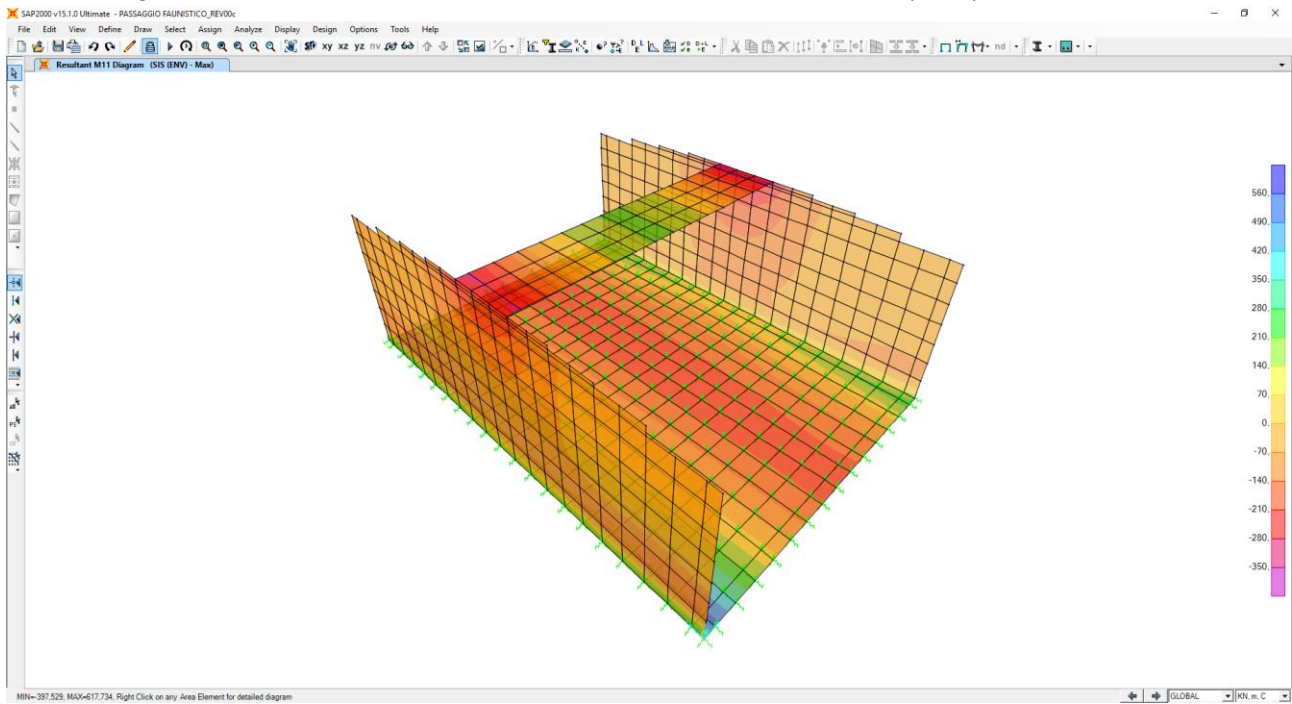 SAP2000 v15.1.0 Ultimate - PASSAGGIO FAUNISTICO_REV00c
File Edit View Define Draw Select Assign Analyze Display Design Options Tools Help
xy xz yz nv
nd
Resultant M11 Diagram (SIS (ENV) - Max)
560,
490,
420,
350,
280,
210,
140,
70,
0,
-70,
-140,
-210,
-280,
-350,
MIN=-397,529, MAX=617,734, Right Click on any Area Element for detailed diagram
GLOBAL
KN, m, C